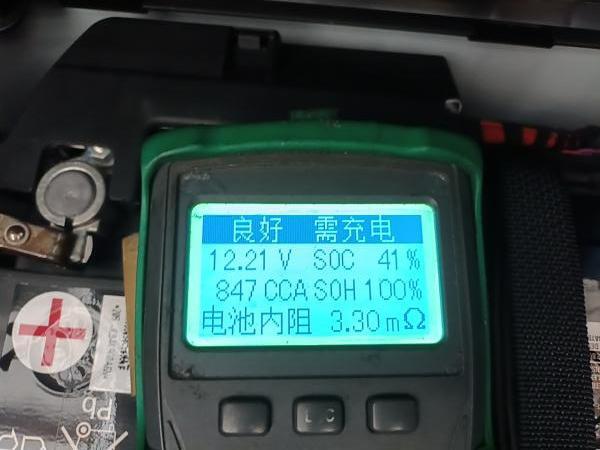 良好 需充电
12.21 V SOC 41%
847 CCA SOH 100%
电池内阻 3.30mΩ
Pb